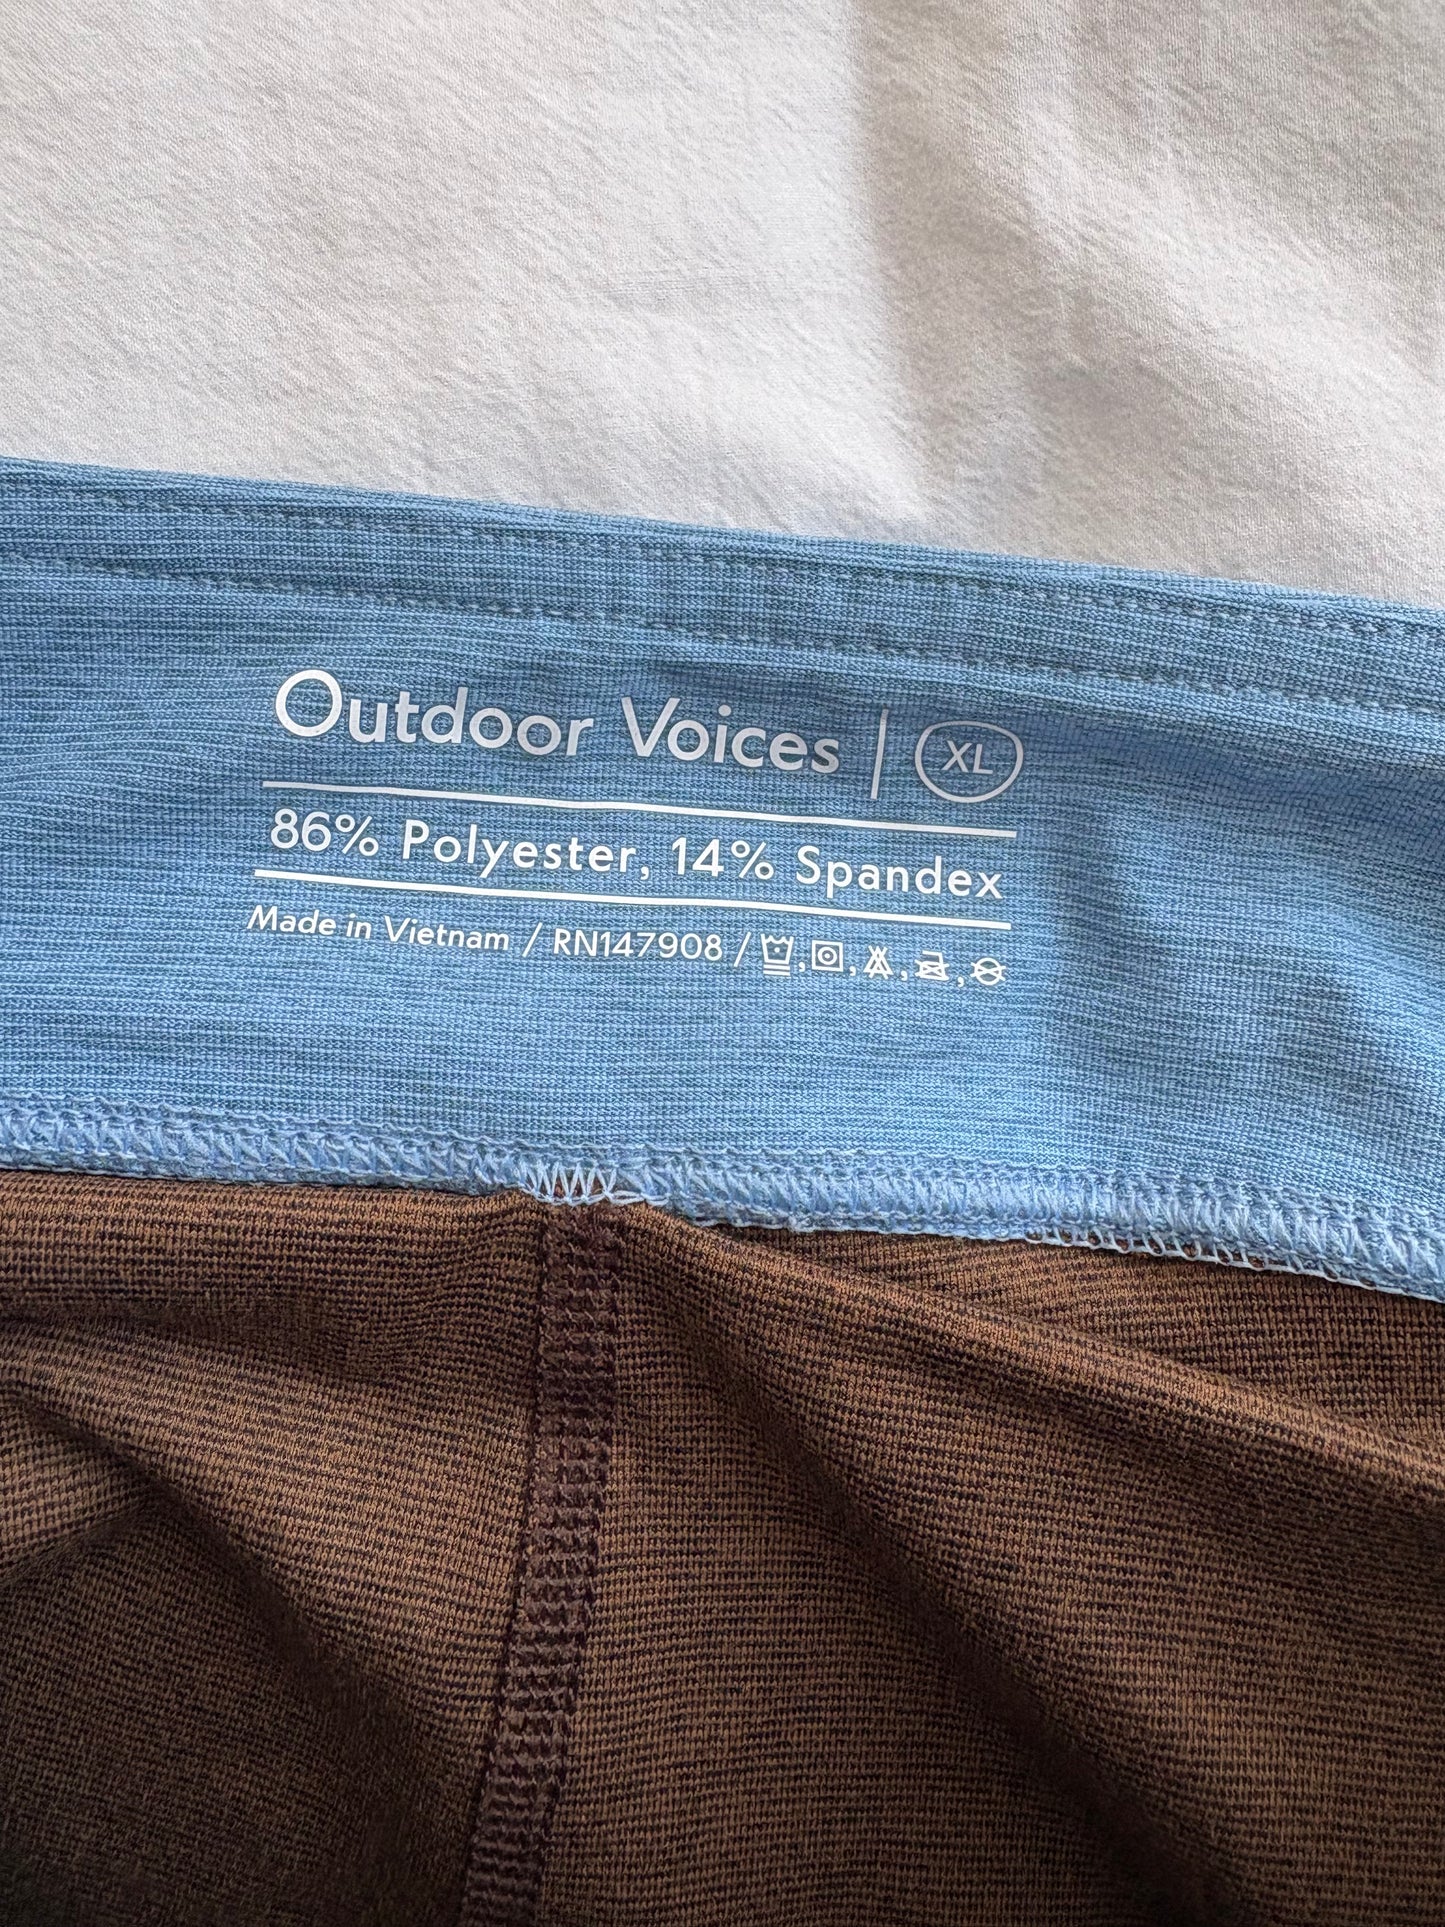 Outdoor Voices | XL
86% Polyester, 14% Spandex
Made in Vietnam / RN147908 / , , , ,